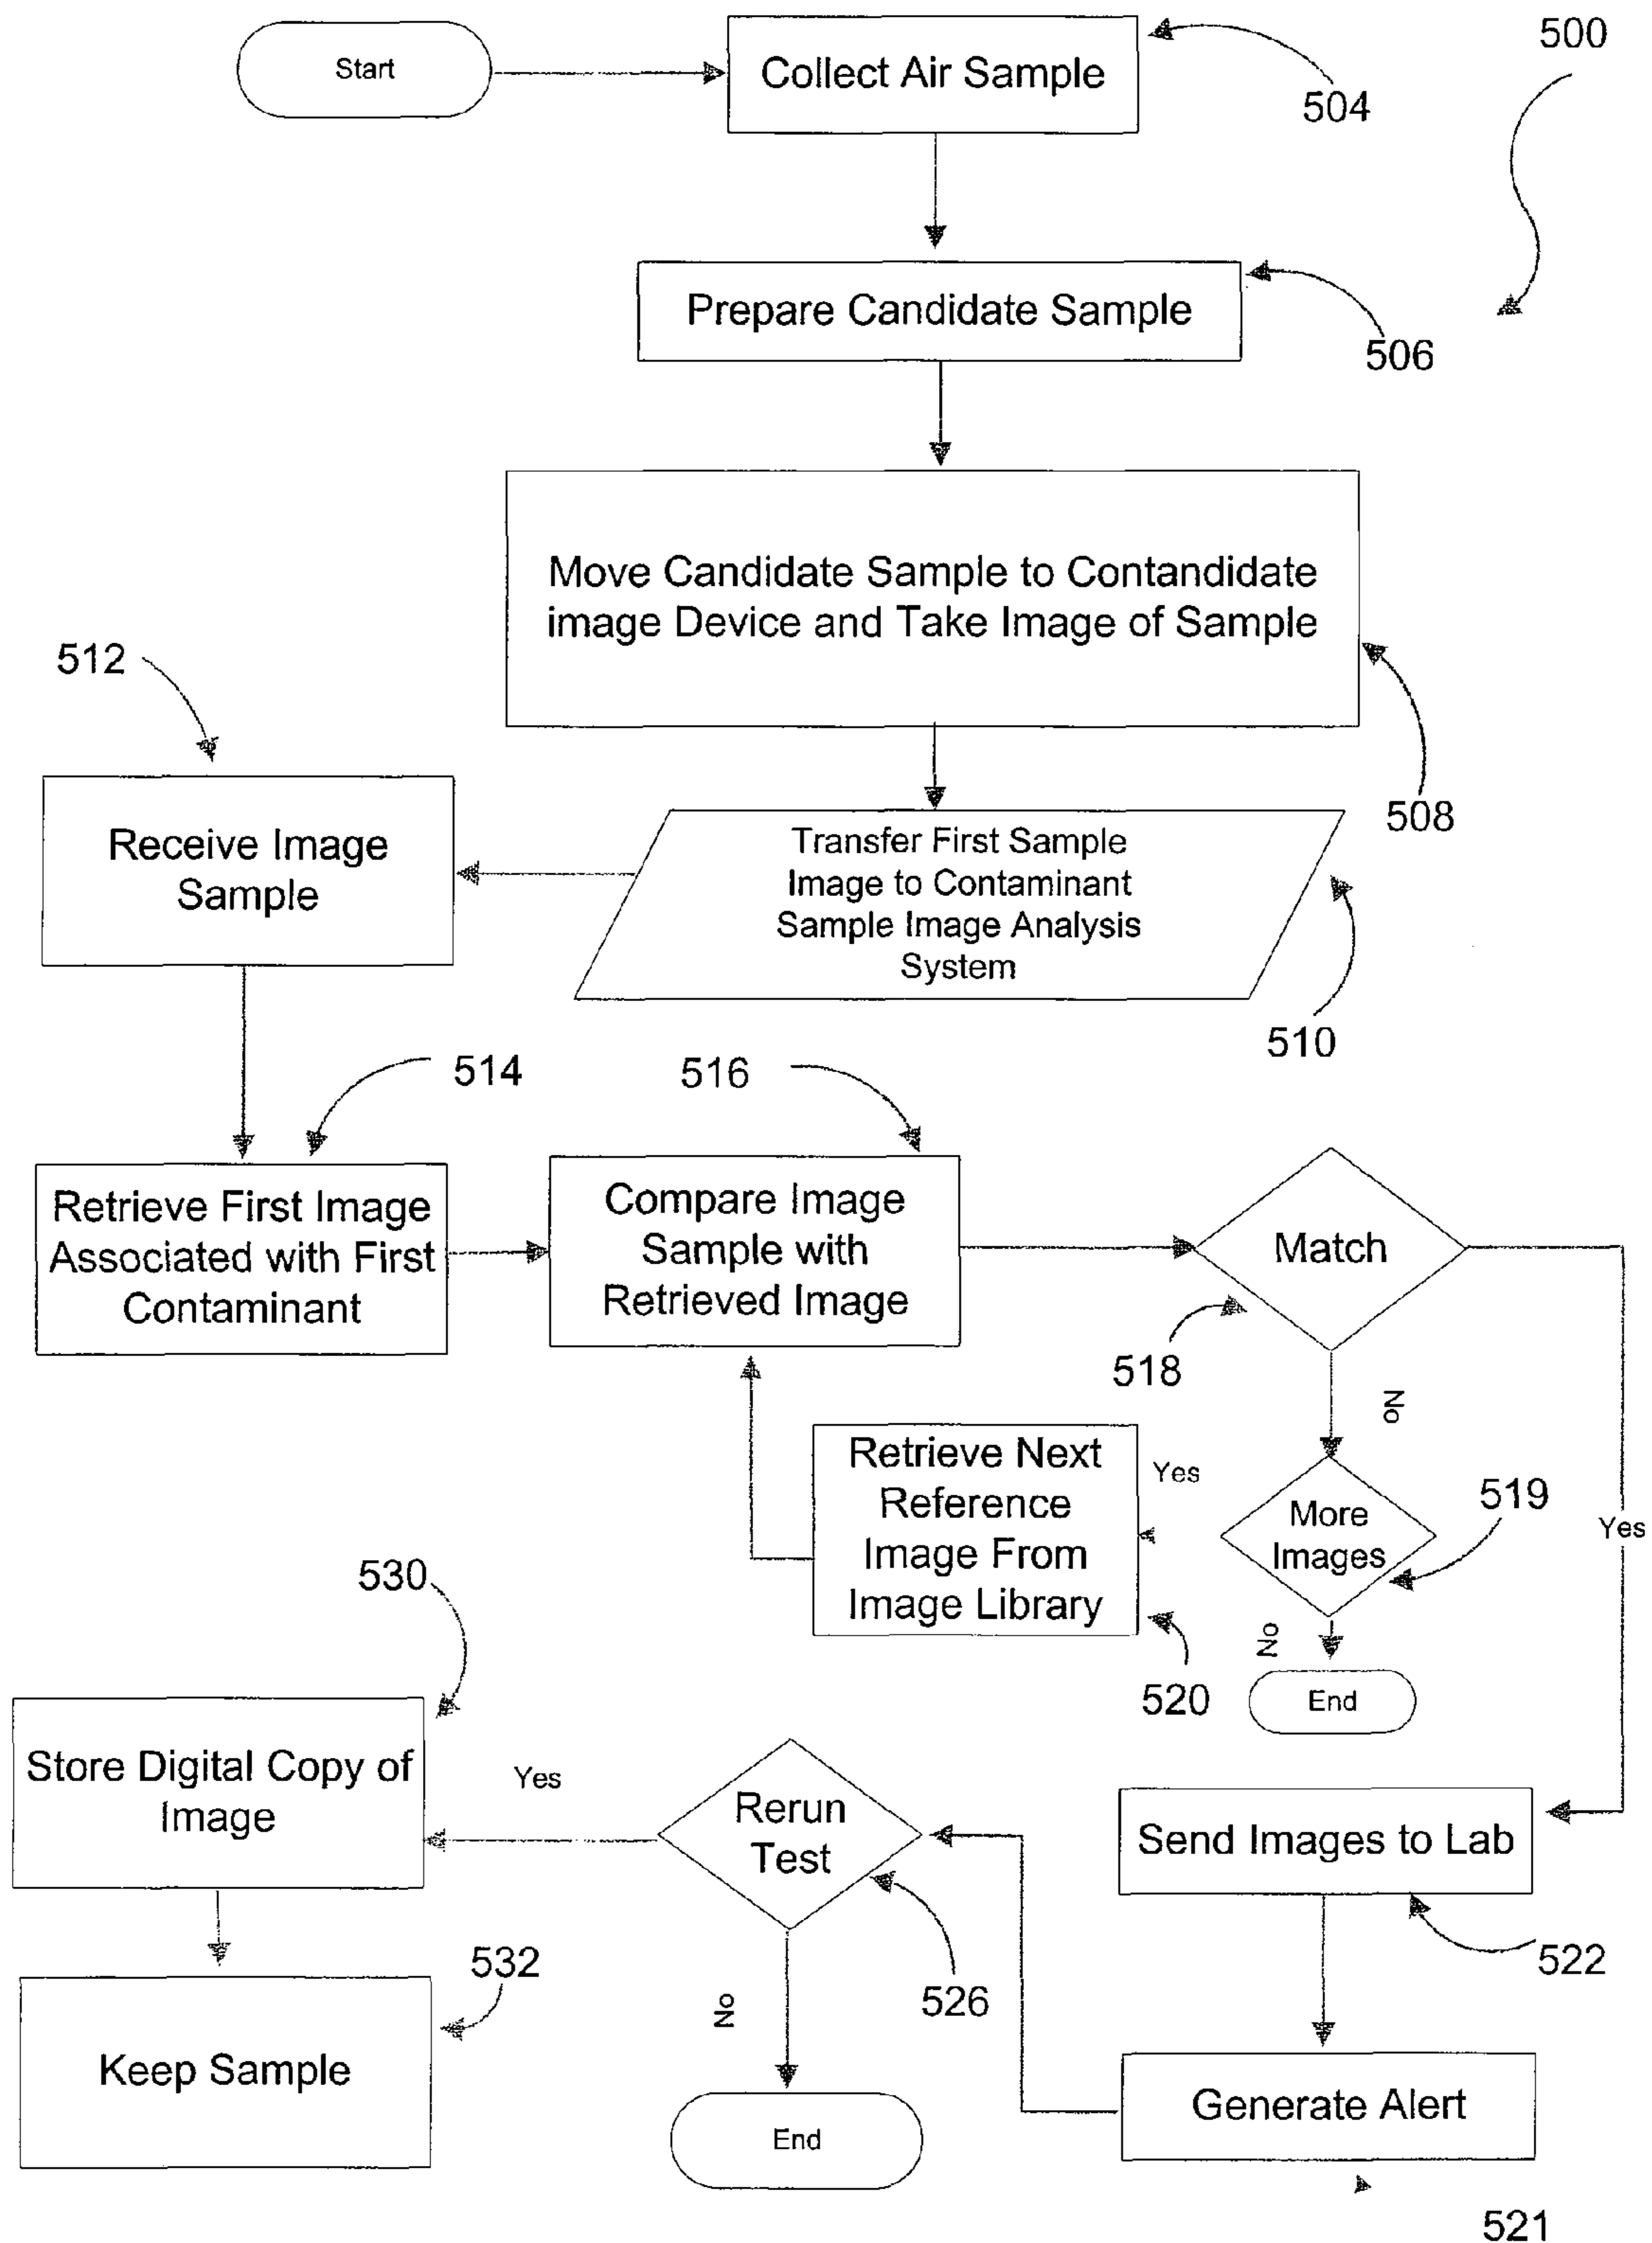 Start
Collect Air Sample
500
504
Prepare Candidate Sample
506
Move Candidate Sample to Contandidate
image Device and Take Image of Sample
508
512
Receive Image
Sample
Transfer First Sample
Image to Contaminant
Sample Image Analysis
System
510
514
516
Retrieve First Image
Associated with First
Contaminant
Compare Image
Sample with
Retrieved Image
Match
518
No
Yes
Retrieve Next
Reference
Image From
Image Library
Yes
More
Images
519
520
No
End
530
Store Digital Copy of
Image
Yes
Rerun
Test
526
Send Images to Lab
522
532
Keep Sample
No
End
Generate Alert
521